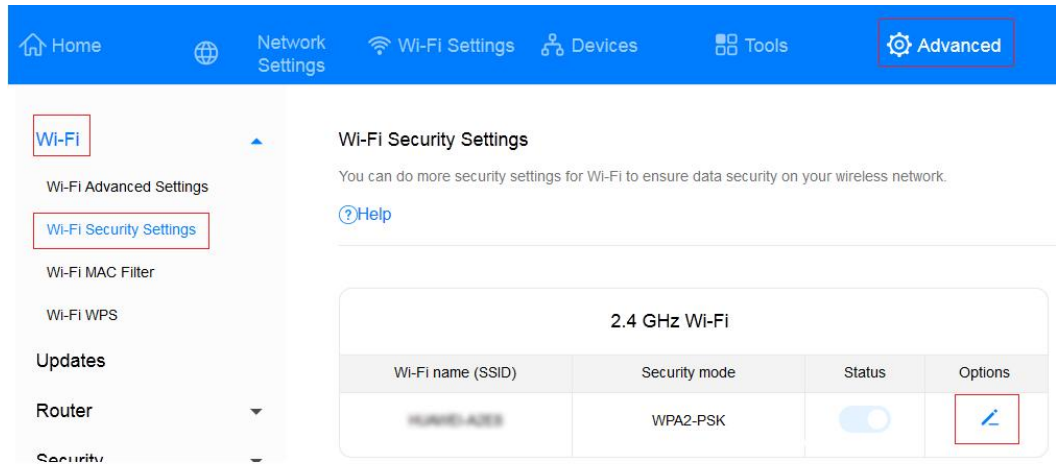 Home
Network
Settings
Wi-Fi Settings
Devices
Tools
Advanced
Wi-Fi
Wi-Fi Advanced Settings
Wi-Fi Security Settings
Wi-Fi MAC Filter
Wi-Fi WPS
Updates
Router
Security
Wi-Fi Security Settings
You can do more security settings for Wi-Fi to ensure data security on your wireless network.
?Help
2.4 GHz Wi-Fi
Wi-Fi name (SSID) Security mode Status Options
WPA2-PSK